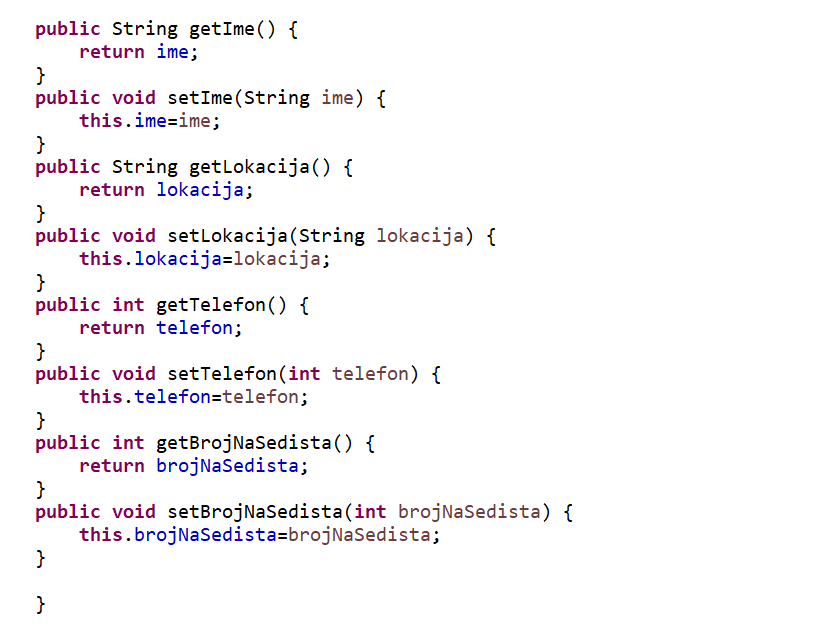 public String getIme() {
    return ime;
}
public void setIme(String ime) {
    this.ime=ime;
}
public String getLokacija() {
    return lokacija;
}
public void setLokacija(String lokacija) {
    this.lokacija=lokacija;
}
public int getTelefon() {
    return telefon;
}
public void setTelefon(int telefon) {
    this.telefon=telefon;
}
public int getBrojNaSedista() {
    return brojNaSedista;
}
public void setBrojNaSedista(int brojNaSedista) {
    this.brojNaSedista=brojNaSedista;
}

}